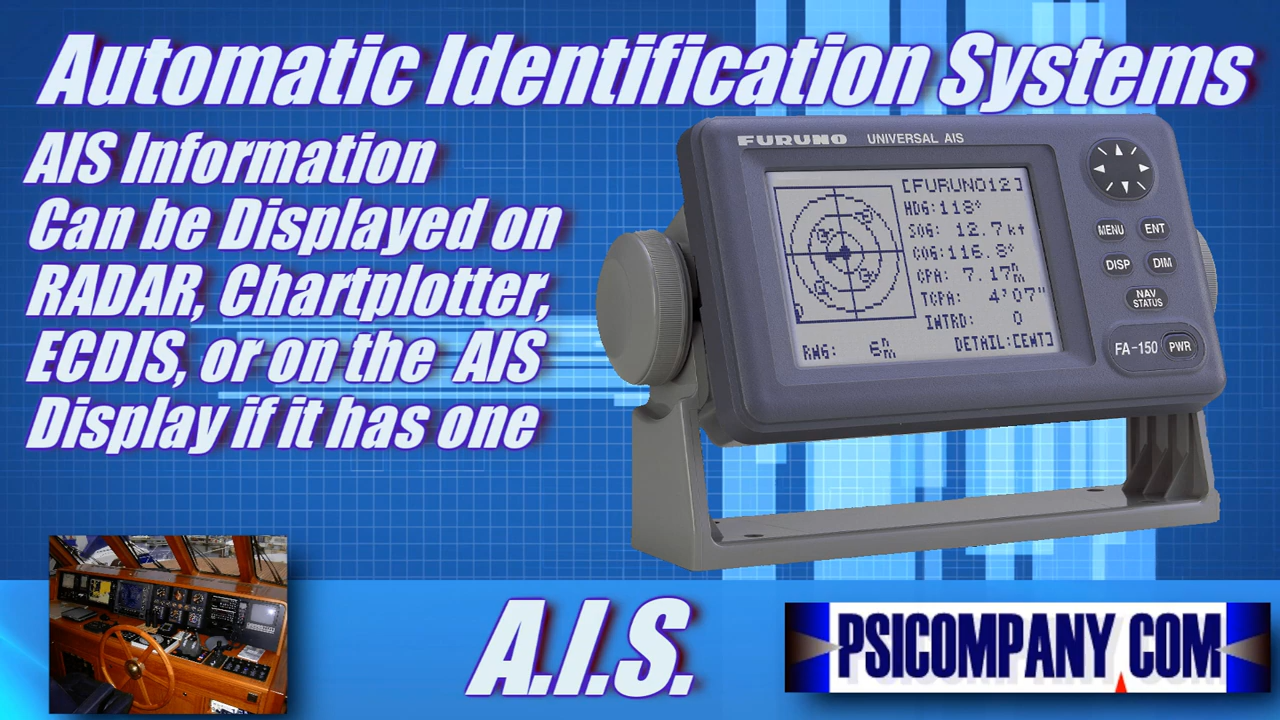 Automatic Identification Systems
AIS Information
Can be Displayed on
RADAR, Chartplotter,
ECDIS, or on the AIS
Display if it has one
FURUNO UNIVERSAL AIS
[FURUNO12]
HDG:118°
SOG: 12.7kt
COG:116.8°
CPA: 7.17nm
TCPA: 4'07"
INTRD: 0
RNG: 6nm
DETAIL:[ENT]
MENU ENT
DISP DIM
NAV
STATUS
FA-150 PWR
A.I.S.
PSICOMPANY.COM